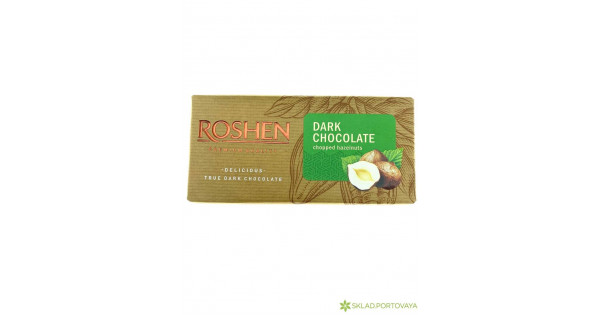 ROSHEN
DELICIOUS
TRUE DARK CHOCOLATE
DARK
CHOCOLATE
chopped hazelnuts
SKLAD.PORTOVAYA